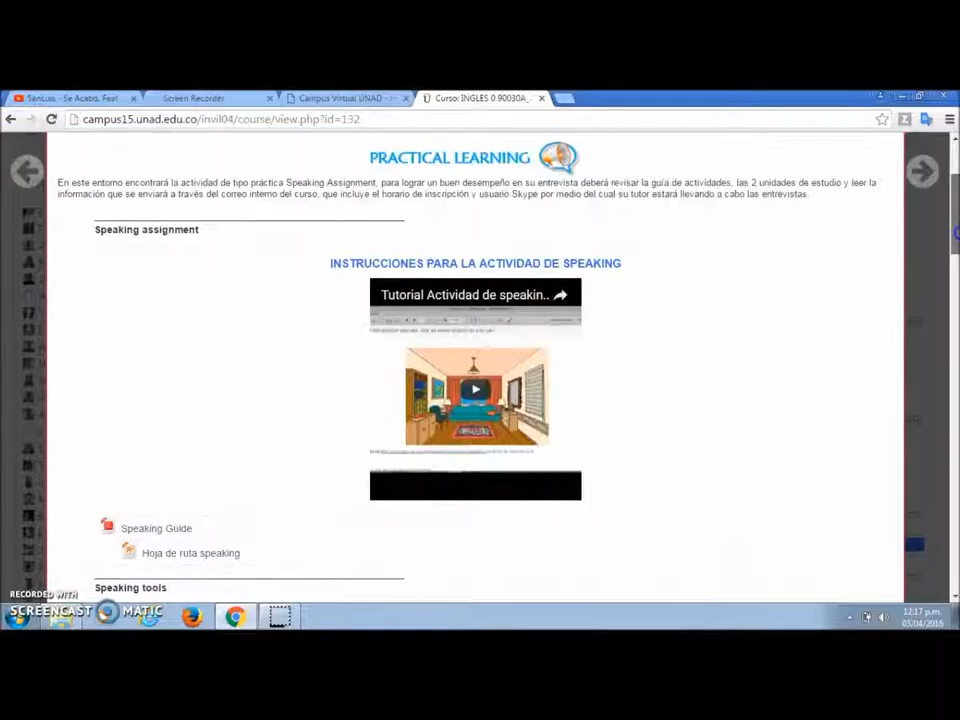 SanLuis - Se Acabó. Feat
Screen Recorder
Campus Virtual UNAD
Curso: INGLES 0-90030A_
campus15.unad.edu.co/invil04/course/view.php?id=132
PRACTICAL LEARNING
En este entorno encontrará la actividad de tipo práctica Speaking Assignment, para lograr un buen desempeño en su entrevista deberá revisar la guía de actividades, las 2 unidades de estudio y leer la
información que se enviará a través del correo interno del curso, que incluye el horario de inscripción y usuario Skype por medio del cual su tutor estará llevando a cabo las entrevistas.
Speaking assignment
INSTRUCCIONES PARA LA ACTIVIDAD DE SPEAKING
Tutorial Actividad de speakin..
Speaking Guide
Hoja de ruta speaking
Speaking tools
RECORDED WITH
SCREENCAST MATIC
12:17 p.m.
03/04/2016